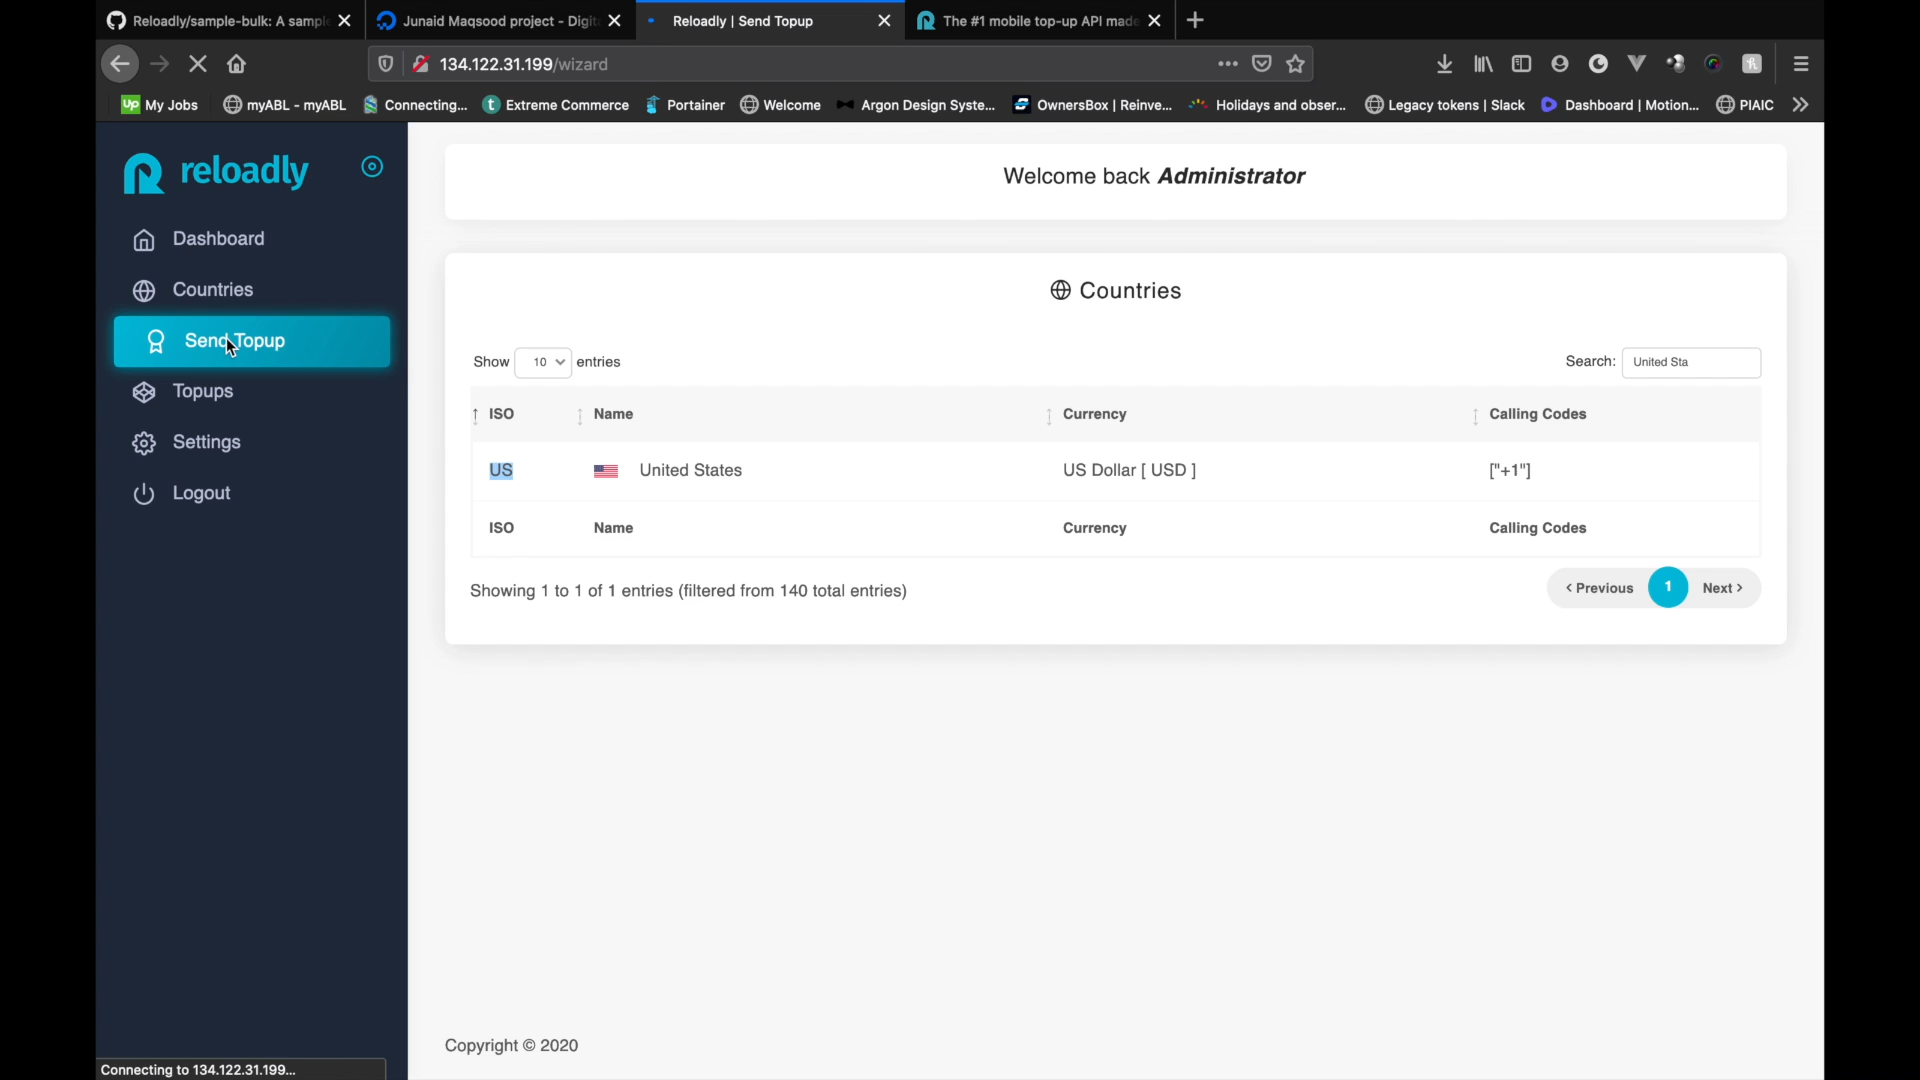 Reloadly/sample-bulk: A sampl
Junaid Maqsood project - Digit
Reloadly | Send Topup
The #1 mobile top-up API made
134.122.31.199/wizard
My Jobs
myABL - myABL
Connecting...
Extreme Commerce
Portainer
Welcome
Argon Design Syste...
OwnersBox | Reinve...
Holidays and obser...
Legacy tokens | Slack
Dashboard | Motion...
PIAIC
reloadly
Dashboard
Countries
Send Topup
Topups
Settings
Logout
Welcome back Administrator
Countries
Show 10 entries
Search: United Sta
ISO Name Currency Calling Codes
US United States US Dollar [ USD ] ["+1"]
ISO Name Currency Calling Codes
Showing 1 to 1 of 1 entries (filtered from 140 total entries)
Previous 1 Next
Copyright © 2020
Connecting to 134.122.31.199...